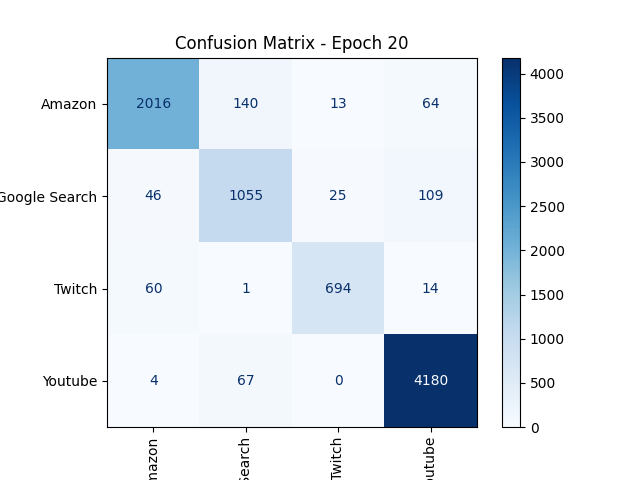 Confusion Matrix - Epoch 20
Amazon 2016 140 13 64
Google Search 46 1055 25 109
Twitch 60 1 694 14
Youtube 4 67 0 4180
mazon
Search
Twitch
outube
4000
3500
3000
2500
2000
1500
1000
500
0